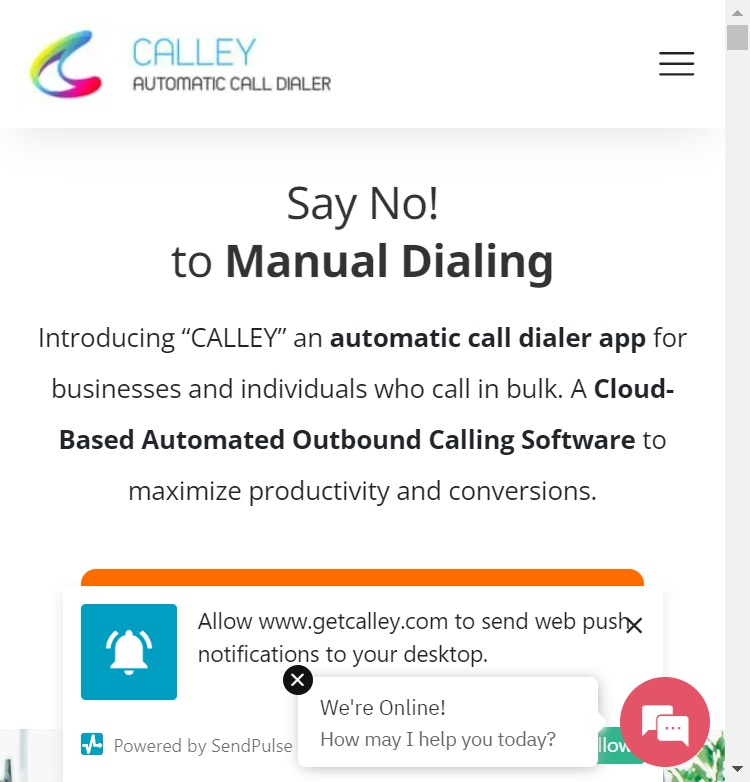 CALLEY
AUTOMATIC CALL DIALER
Say No!
to Manual Dialing
Introducing “CALLEY” an automatic call dialer app for
businesses and individuals who call in bulk. A Cloud-
Based Automated Outbound Calling Software to
maximize productivity and conversions.
Allow www.getcalley.com to send web push
notifications to your desktop.
We're Online!
How may I help you today?
Powered by SendPulse